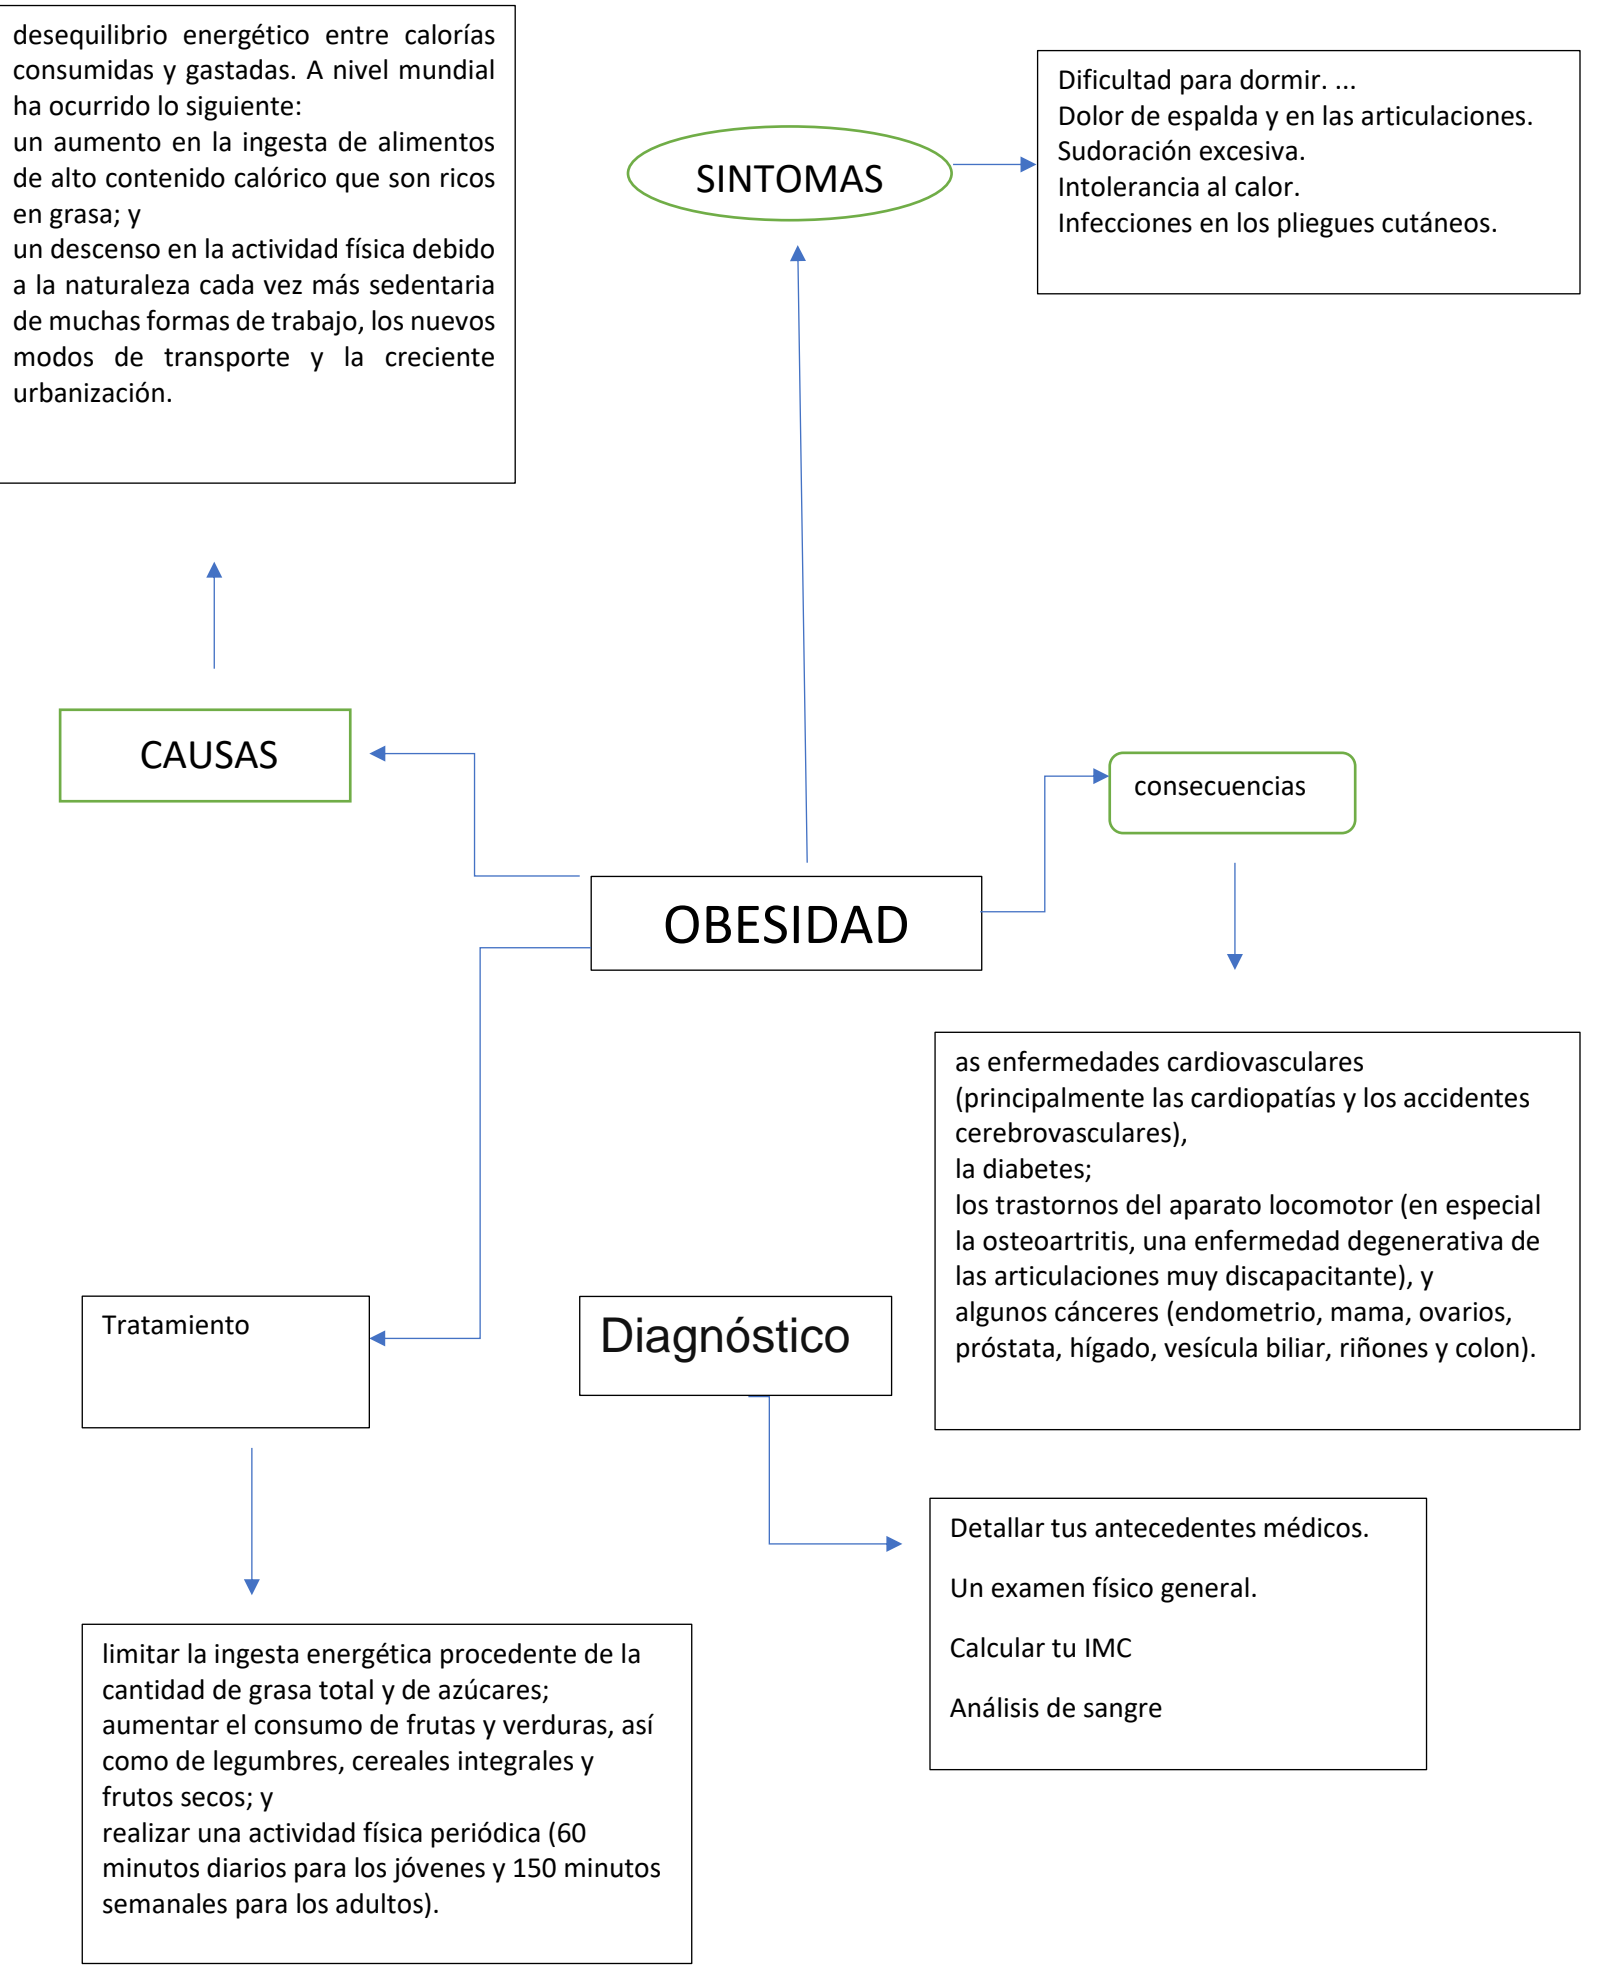 desequilibrio energético entre calorías
consumidas y gastadas. A nivel mundial
ha ocurrido lo siguiente:
un aumento en la ingesta de alimentos
de alto contenido calórico que son ricos
en grasa; y
un descenso en la actividad física debido
a la naturaleza cada vez más sedentaria
de muchas formas de trabajo, los nuevos
modos de transporte y la creciente
urbanización.
SINTOMAS
Dificultad para dormir. ...
Dolor de espalda y en las articulaciones.
Sudoración excesiva.
Intolerancia al calor.
Infecciones en los pliegues cutáneos.
CAUSAS
consecuencias
OBESIDAD
as enfermedades cardiovasculares
(principalmente las cardiopatías y los accidentes
cerebrovasculares),
la diabetes;
los trastornos del aparato locomotor (en especial
la osteoartritis, una enfermedad degenerativa de
las articulaciones muy discapacitante), y
algunos cánceres (endometrio, mama, ovarios,
próstata, hígado, vesícula biliar, riñones y colon).
Tratamiento
Diagnóstico
Detallar tus antecedentes médicos.
Un examen físico general.
Calcular tu IMC
Análisis de sangre
limitar la ingesta energética procedente de la
cantidad de grasa total y de azúcares;
aumentar el consumo de frutas y verduras, así
como de legumbres, cereales integrales y
frutos secos; y
realizar una actividad física periódica (60
minutos diarios para los jóvenes y 150 minutos
semanales para los adultos).